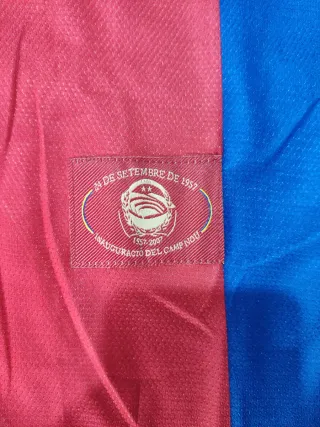 24 DE SETEMBRE DE 1957
1957-2007
INAUGURACIÓ DEL CAMP NOU